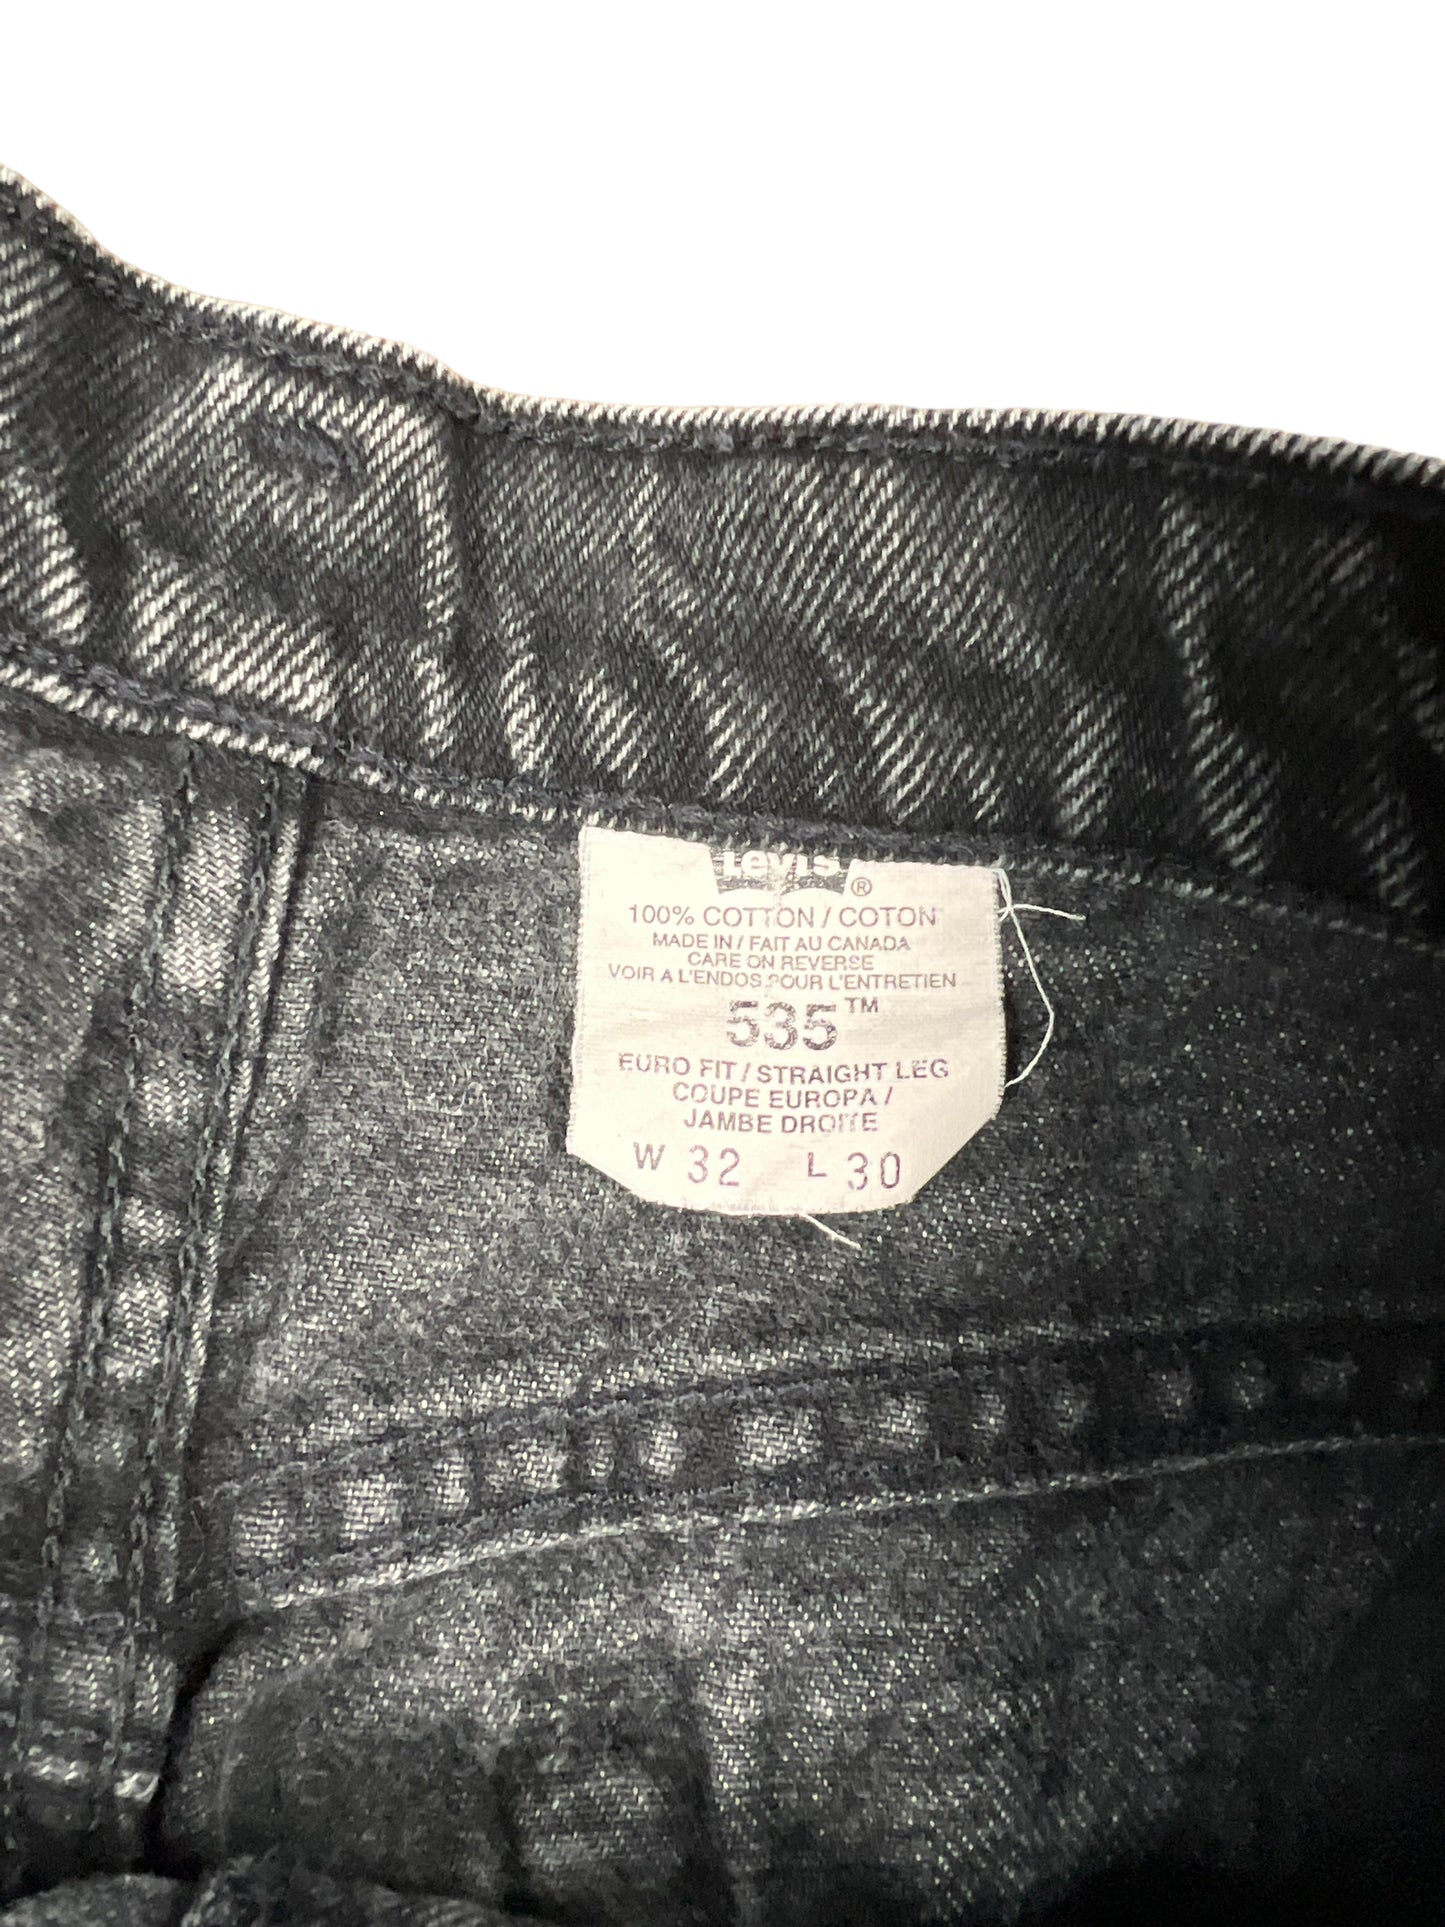 Levi's ®
100% COTTON / COTON
MADE IN / FAIT AU CANADA
CARE ON REVERSE
VOIR A L'ENDOS POUR L'ENTRETIEN
535™
EURO FIT / STRAIGHT LEG
COUPE EUROPA /
JAMBE DROITE
W 32 L 30